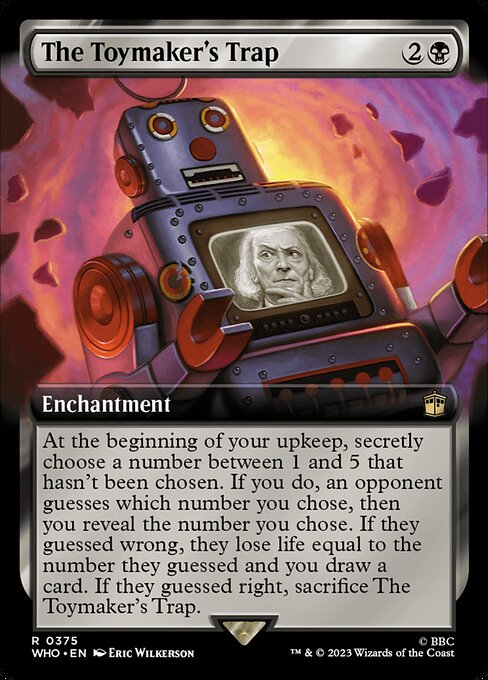 The Toymaker's Trap 2
Enchantment
At the beginning of your upkeep, secretly
choose a number between 1 and 5 that
hasn't been chosen. If you do, an opponent
guesses which number you chose, then
you reveal the number you chose. If they
guessed wrong, they lose life equal to the
number they guessed and you draw a
card. If they guessed right, sacrifice The
Toymaker's Trap.
R 0375 © BBC
WHO • EN Eric Wilkerson ™ & © 2023 Wizards of the Coast